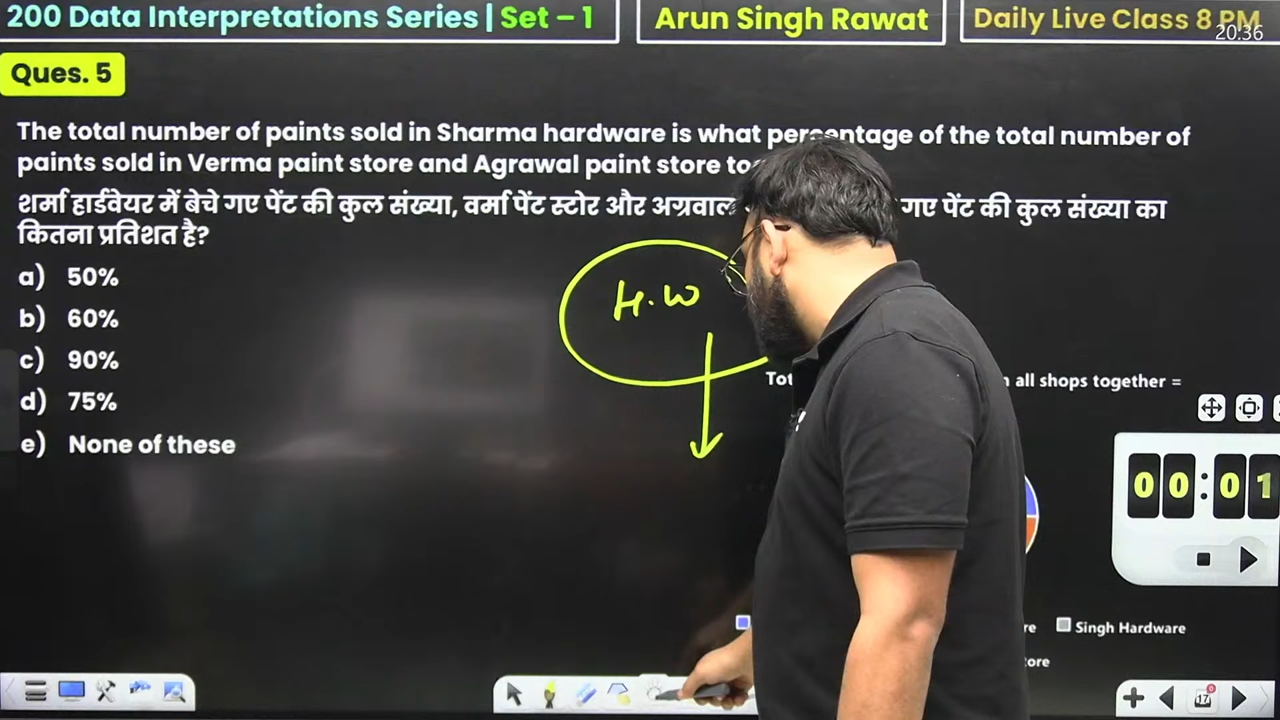 200 Data Interpretations Series | Set – 1
Arun Singh Rawat
Daily Live Class 8 PM
20:36
Ques. 5
The total number of paints sold in Sharma hardware is what percentage of the total number of
paints sold in Verma paint store and Agrawal paint store
शर्मा हार्डवेयर में बेचे गए पेंट की कुल संख्या, वर्मा पेंट स्टोर और अग्रवाल गए पेंट की कुल संख्या का
कितना प्रतिशत है?
a) 50%
b) 60%
c) 90%
d) 75%
e) None of these
H.W
all shops together =
00:01
Singh Hardware
17